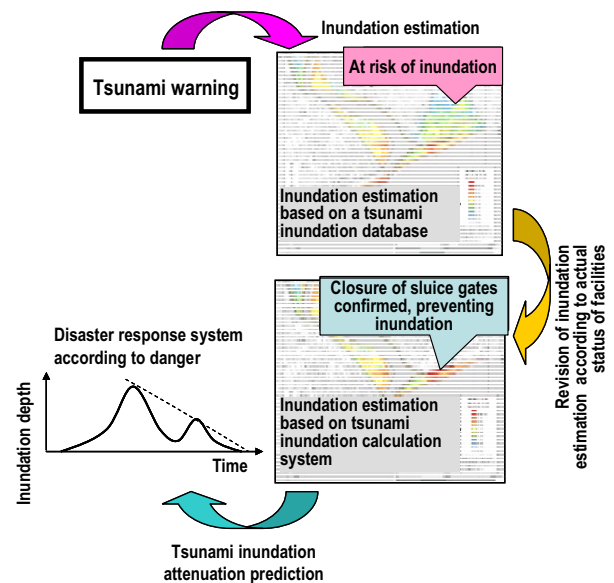 Inundation estimation
Tsunami warning
At risk of inundation
Inundation estimation
based on a tsunami
inundation database
Revision of inundation
estimation according to actual
status of facilities
Closure of sluice gates
confirmed, preventing
inundation
Inundation estimation
based on tsunami
inundation calculation
system
Disaster response system
according to danger
Inundation depth
Time
Tsunami inundation
attenuation prediction